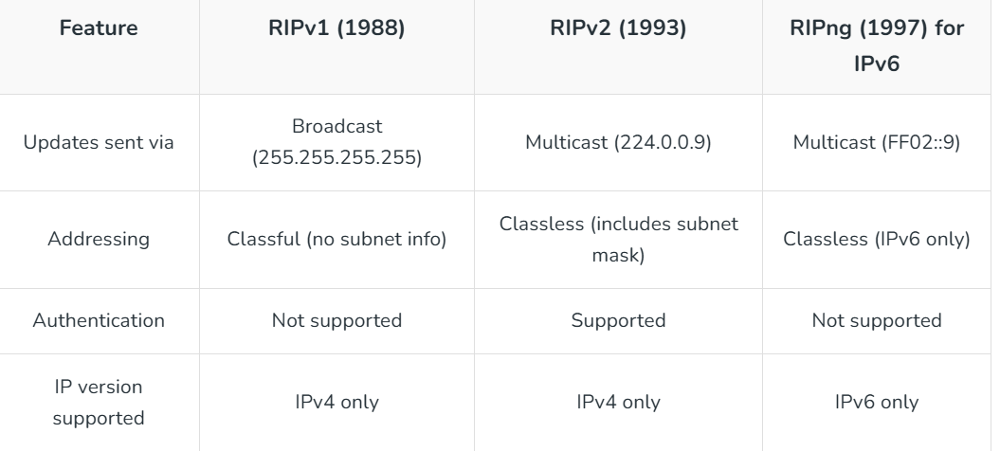 Feature RIPv1 (1988) RIPv2 (1993) RIPng (1997) for
IPv6
Updates sent via Broadcast
(255.255.255.255) Multicast (224.0.0.9) Multicast (FF02::9)
Addressing Classful (no subnet info) Classless (includes subnet
mask) Classless (IPv6 only)
Authentication Not supported Supported Not supported
IP version
supported IPv4 only IPv4 only IPv6 only